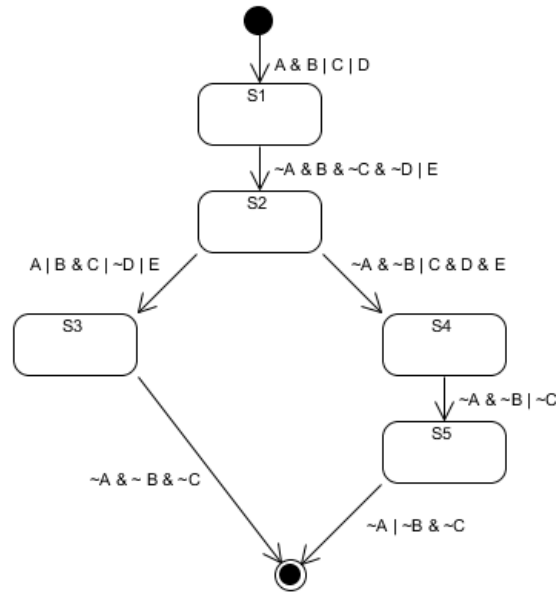 A & B | C | D
S1
~A & B & ~C & ~D | E
S2
A | B & C | ~D | E
~A & ~B | C & D & E
S3
S4
~A & ~B | ~C
S5
~A & ~ B & ~C
~A | ~B & ~C